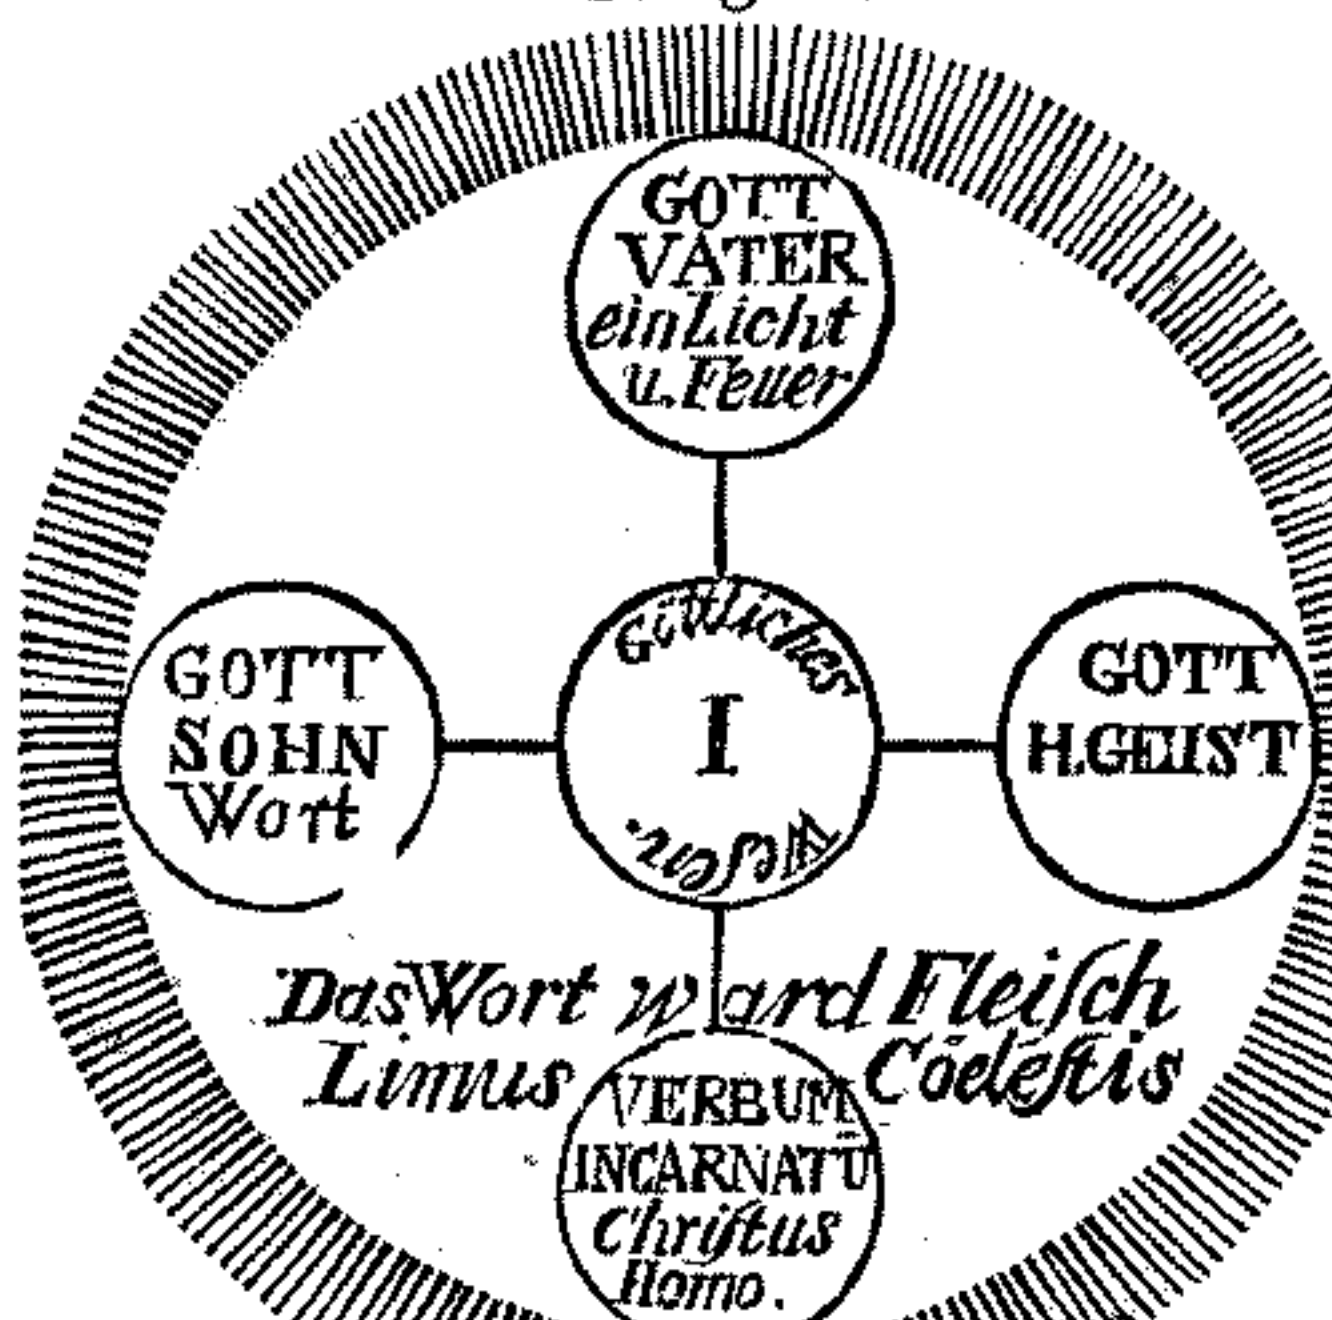 GOTT
VATER
ein Licht
u. Feuer
GOTT
SOHN
Wort
Göttliches
I
Weſen.
GOTT
H. GEIST
Das Wort ward Fleiſch
Limus Cöeleſtis
VERBUM
INCARNATŪ
Chriſtus
Homo.